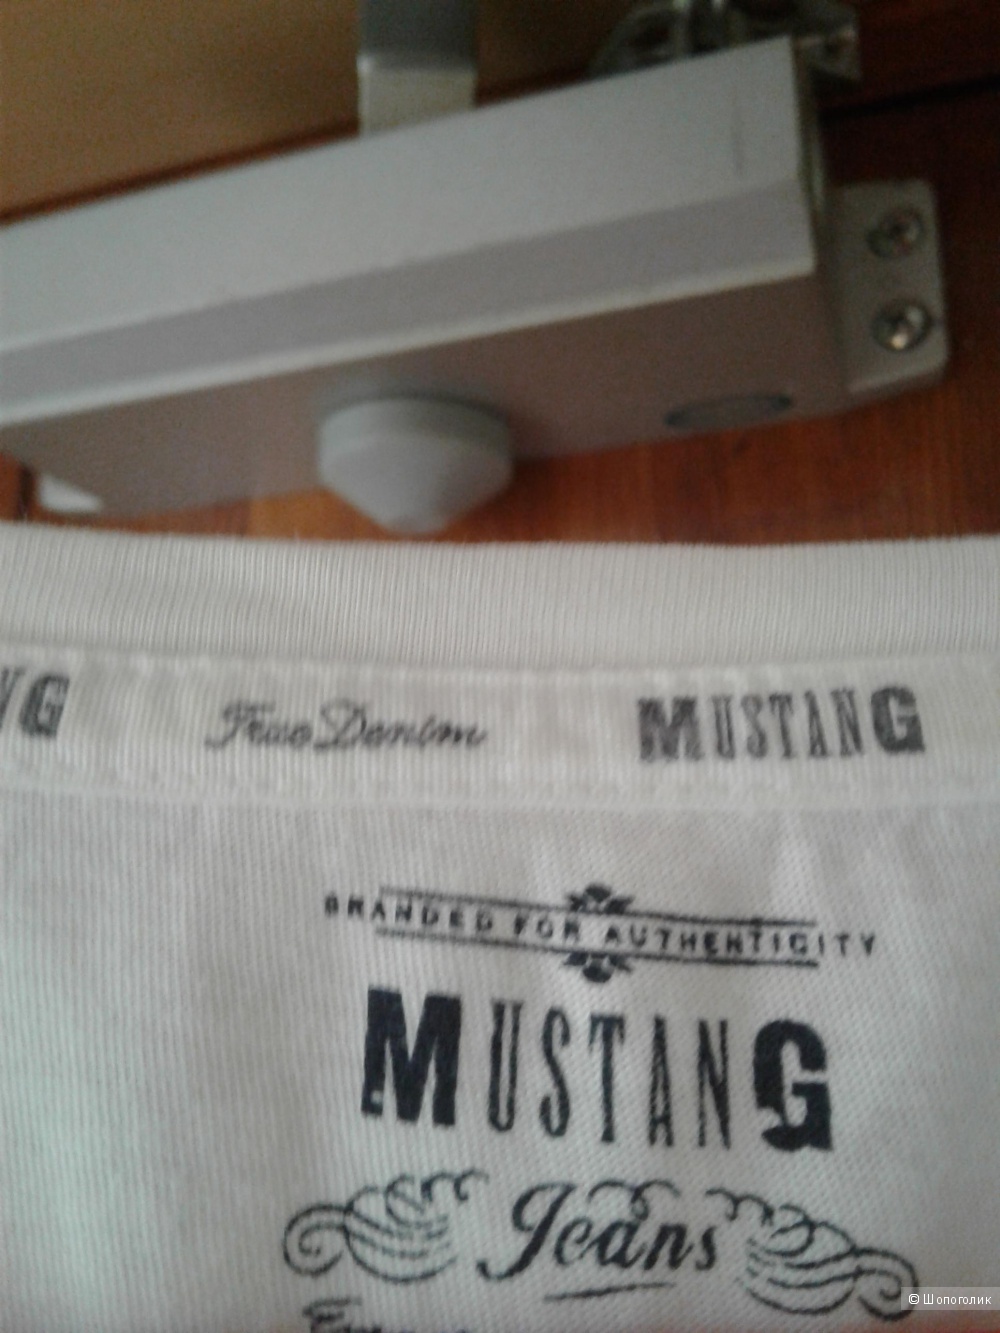 NG True Denim MUSTANG
BRANDED FOR AUTHENTICITY
MUSTANG
Jeans
© Шопоголик